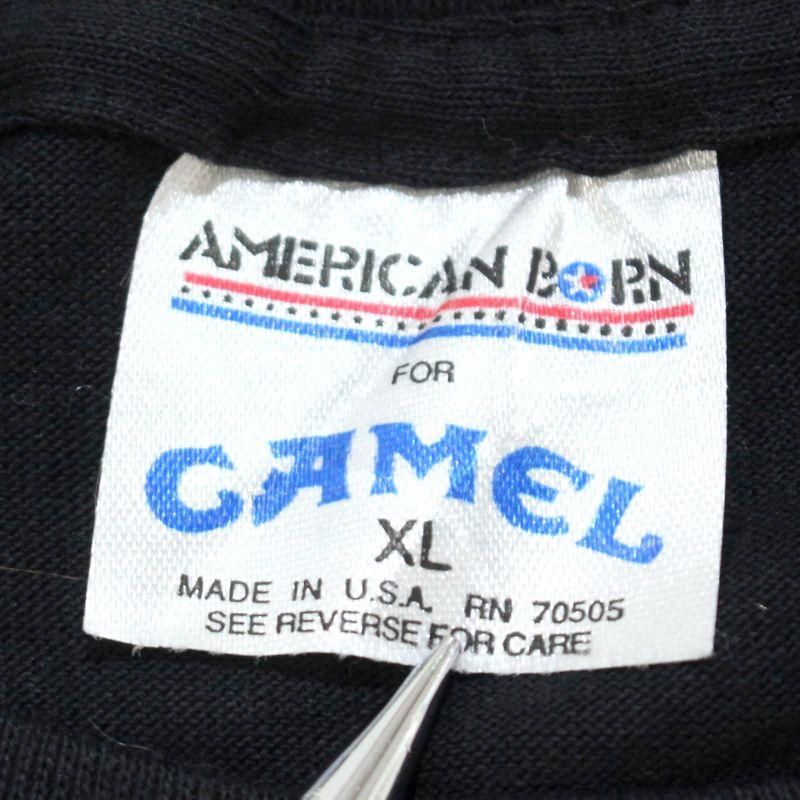 AMERICAN BORN
FOR
CAMEL
XL
MADE IN U.S.A. RN 70505
SEE REVERSE FOR CARE